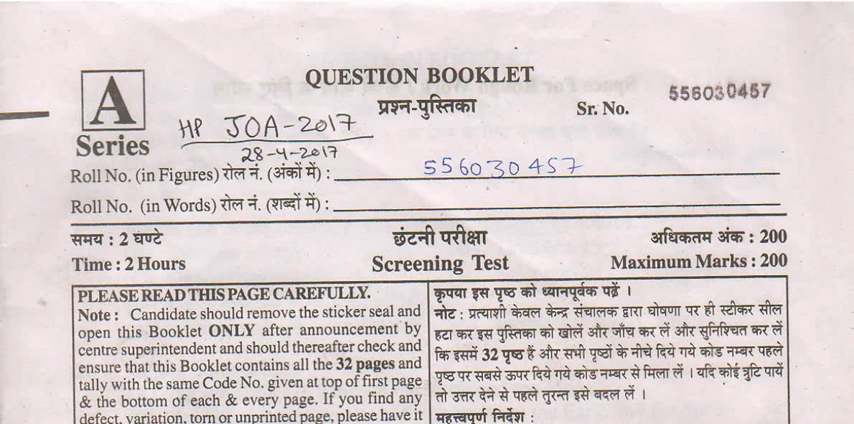 QUESTION BOOKLET
A
प्रश्न-पुस्तिका
Sr. No. 556030457
Series
HP JOA-2017
28-4-2017
Roll No. (in Figures) रोल नं. (अंकों में) : 556030457
Roll No. (in Words) रोल नं. (शब्दों में) :
समय : 2 घण्टे छंटनी परीक्षा अधिकतम अंक : 200
Time : 2 Hours Screening Test Maximum Marks : 200
PLEASE READ THIS PAGE CAREFULLY.
Note : Candidate should remove the sticker seal and
open this Booklet ONLY after announcement by
centre superintendent and should thereafter check and
ensure that this Booklet contains all the 32 pages and
tally with the same Code No. given at top of first page
& the bottom of each & every page. If you find any
defect, variation, torn or unprinted page, please have it
कृपया इस पृष्ठ को ध्यानपूर्वक पढ़ें ।
नोट : प्रत्याशी केवल केन्द्र संचालक द्वारा घोषणा पर ही स्टीकर सील
हटा कर इस पुस्तिका को खोलें और जाँच कर लें और सुनिश्चित कर लें
कि इसमें 32 पृष्ठ हैं और सभी पृष्ठों के नीचे दिये गये कोड नम्बर पहले
पृष्ठ पर सबसे ऊपर दिये गये कोड नम्बर से मिला लें । यदि कोई त्रुटि पायें
तो उत्तर देने से पहले तुरन्त इसे बदल लें ।
महत्त्वपूर्ण निर्देश :